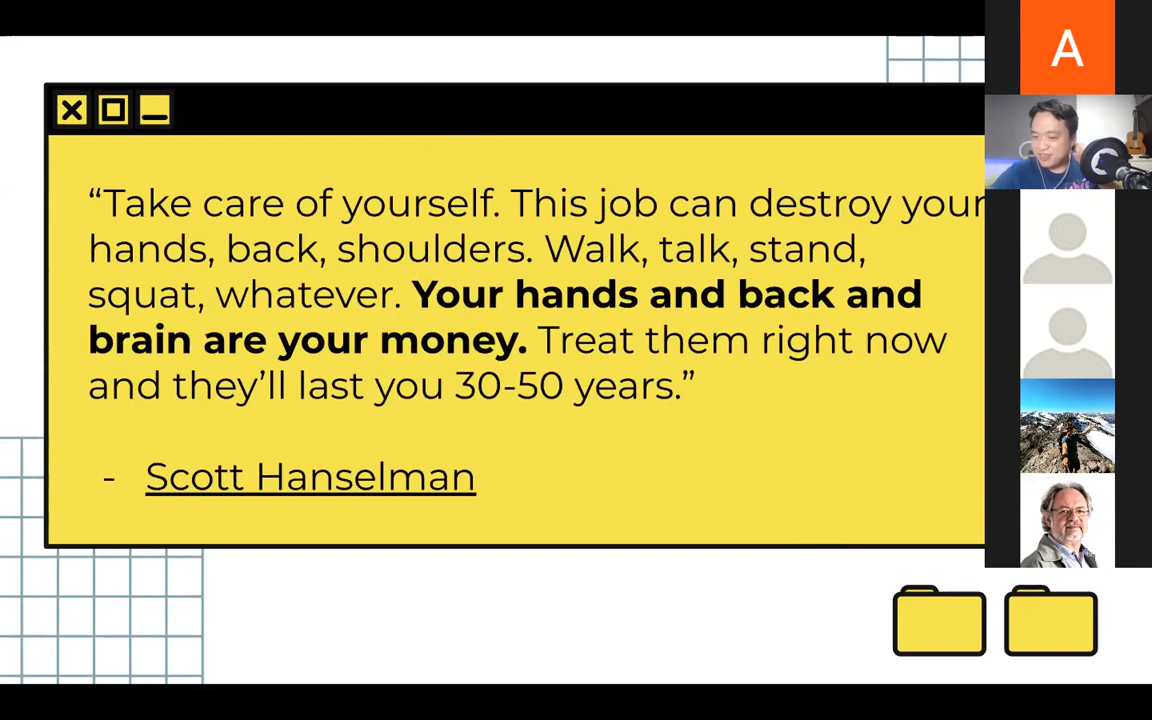 “Take care of yourself. This job can destroy your
hands, back, shoulders. Walk, talk, stand,
squat, whatever. Your hands and back and
brain are your money. Treat them right now
and they’ll last you 30-50 years.”
- Scott Hanselman
A